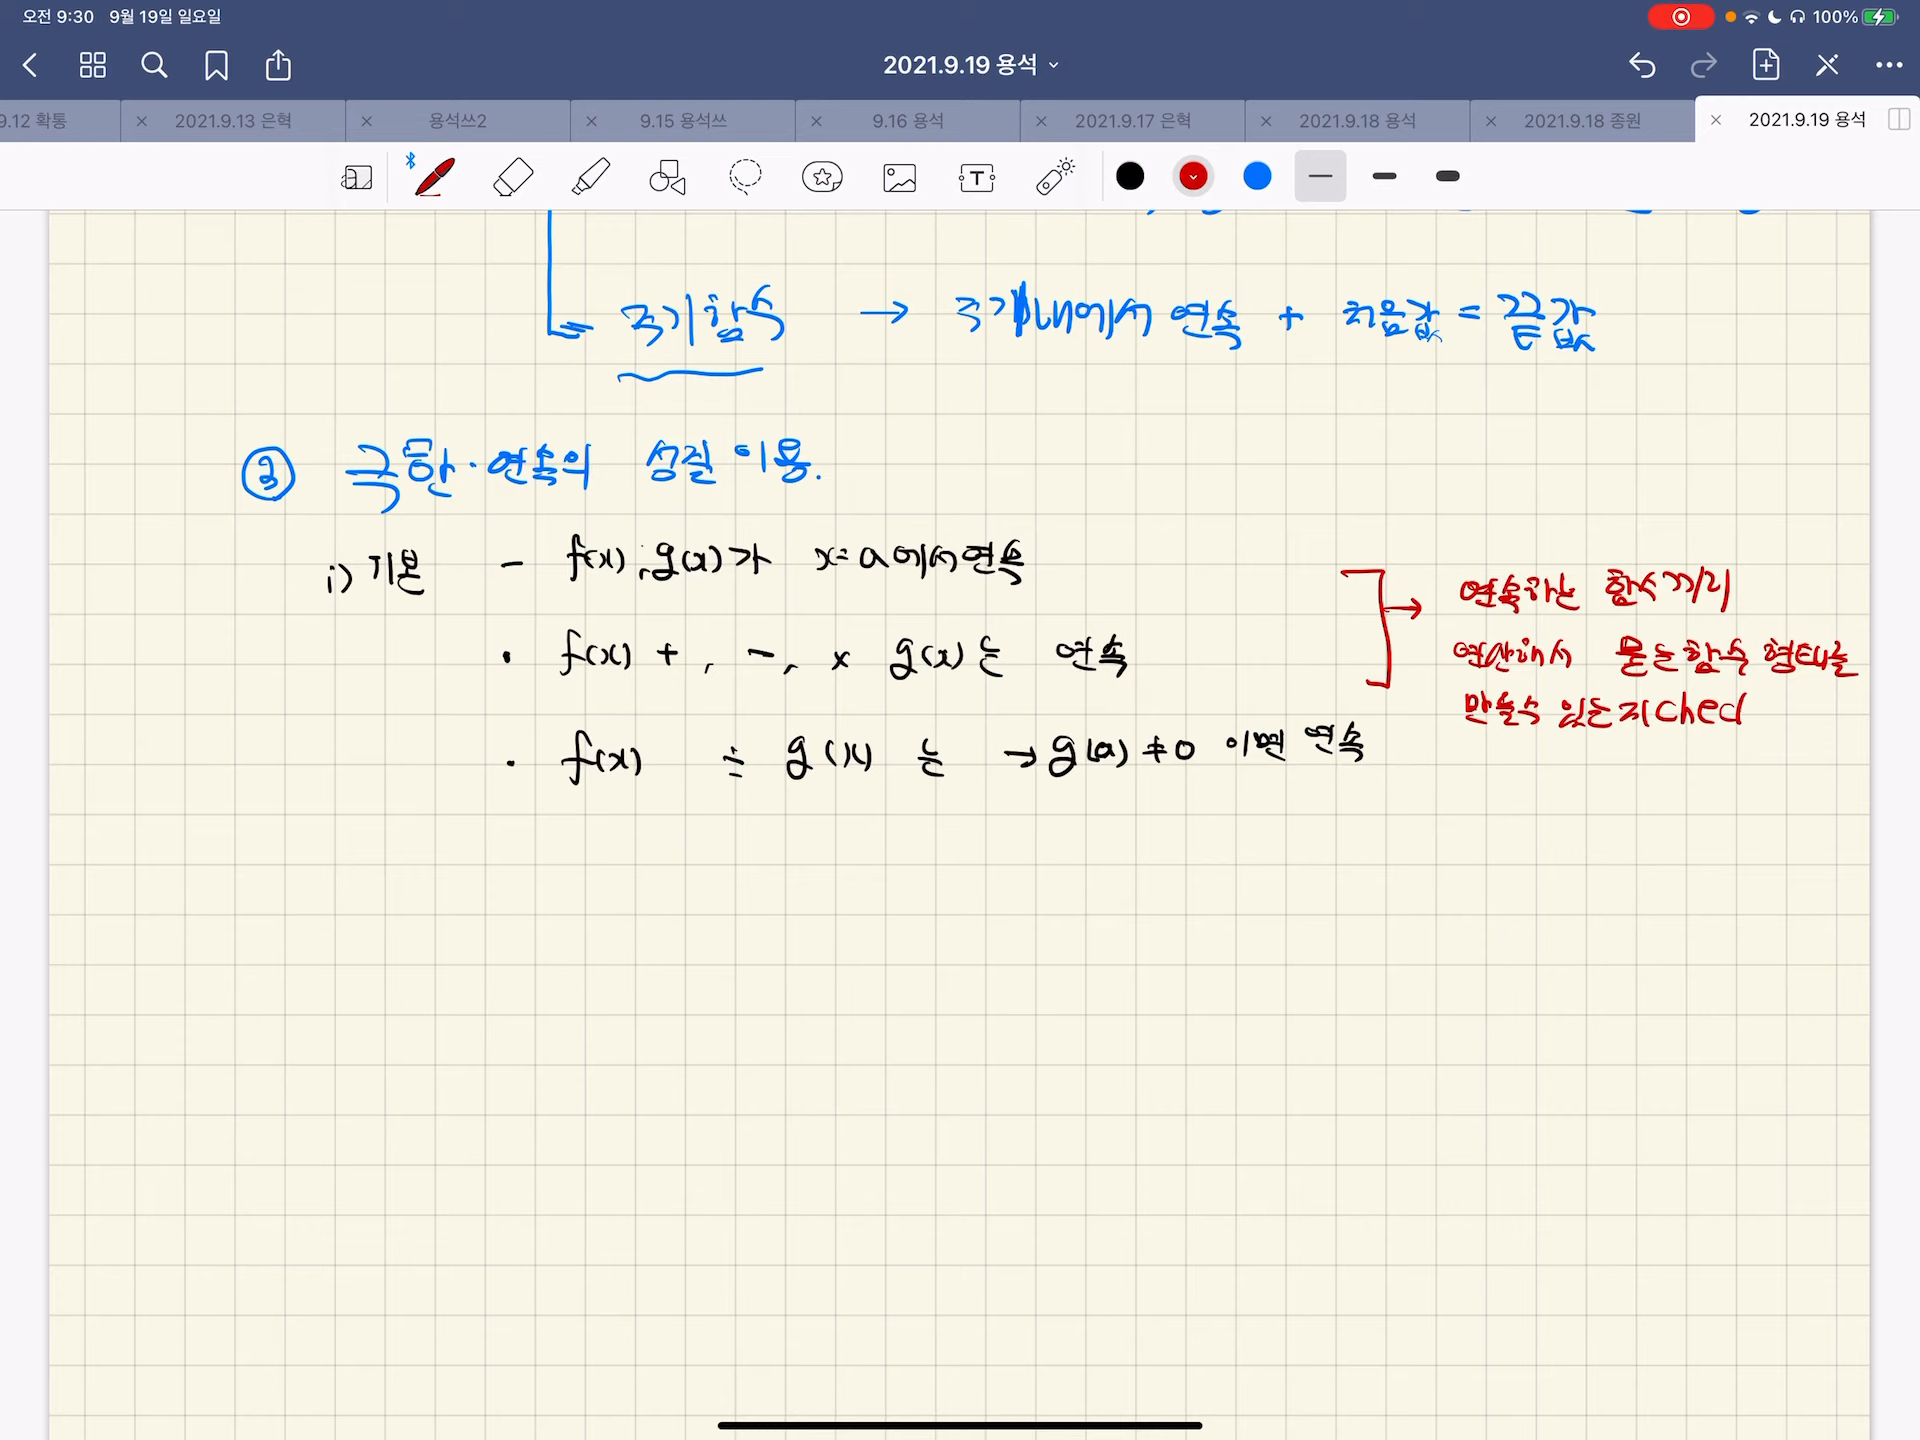 오전 9:30 9월 19일 일요일 100%
2021.9.19 용석
9.12 확통 2021.9.13 은혁 용석쓰2 9.15 용석쓰 9.16 용석 2021.9.17 은혁 2021.9.18 용석 2021.9.18 종원 2021.9.19 용석
주기함수 → 주기내에서 연속 + 처음값 = 끝값
② 극한·연속의 성질 이용.
i) 기본 - f(x), g(x)가 x=a에서 연속
• f(x) +, -, × g(x)는 연속
• f(x) ÷ g(x)는 → g(a) ≠ 0 이면 연속
연속하는 함수끼리
연산해서 묻는함수 형태를
만들수 있는지 Check